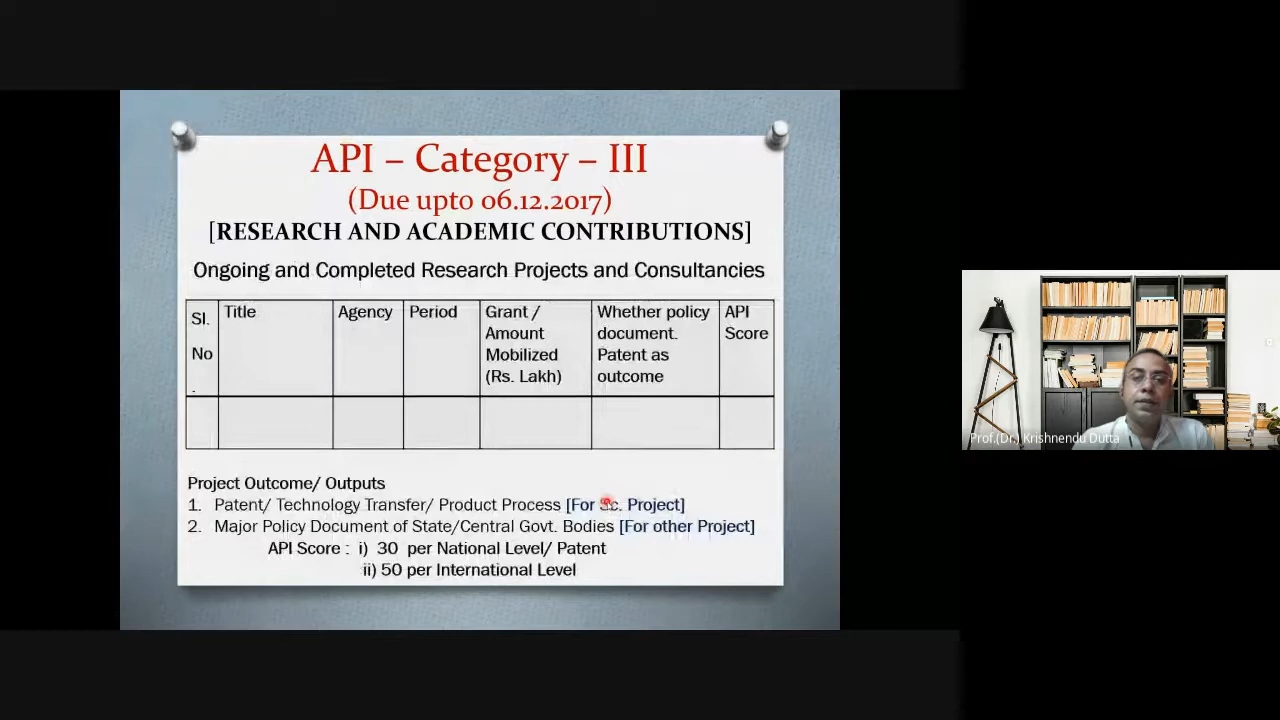 API – Category – III
(Due upto 06.12.2017)
[RESEARCH AND ACADEMIC CONTRIBUTIONS]
Ongoing and Completed Research Projects and Consultancies
Sl. No . Title Agency Period Grant / Amount Mobilized (Rs. Lakh) Whether policy document. Patent as outcome API Score
Project Outcome/ Outputs
1. Patent/ Technology Transfer/ Product Process [For Sc. Project]
2. Major Policy Document of State/Central Govt. Bodies [For other Project]
API Score : i) 30 per National Level/ Patent
ii) 50 per International Level
Prof.(Dr.) Krishnendu Dutta